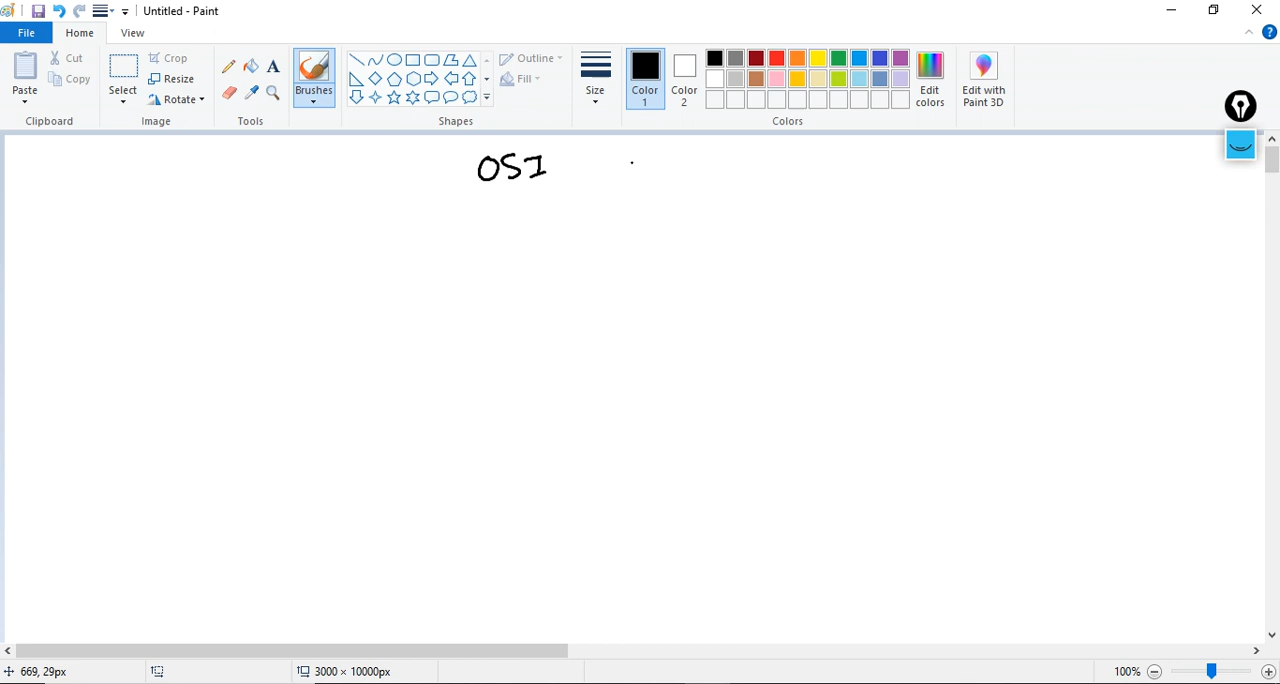 Untitled - Paint
File Home View
Paste Cut Copy Clipboard
Select Crop Resize Rotate Image
A Tools
Brushes
Outline Fill Shapes
Size
Color 1 Color 2 Edit colors Colors
Edit with Paint 3D
?
OSI
669, 29px 3000 × 10000px 100%